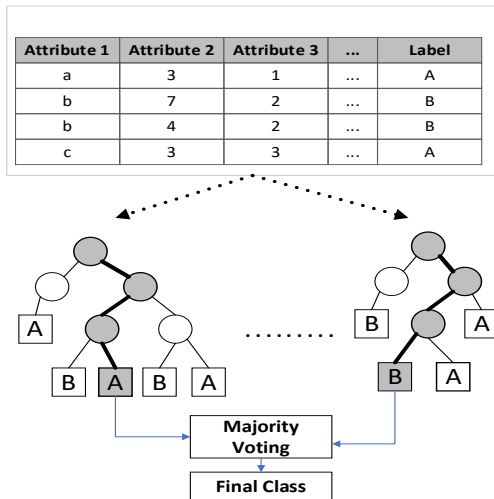 Attribute 1 Attribute 2 Attribute 3 ... Label
a 3 1 ... A
b 7 2 ... B
b 4 2 ... B
c 3 3 ... A
A
B A B A
B A
B A
Majority
Voting
Final Class